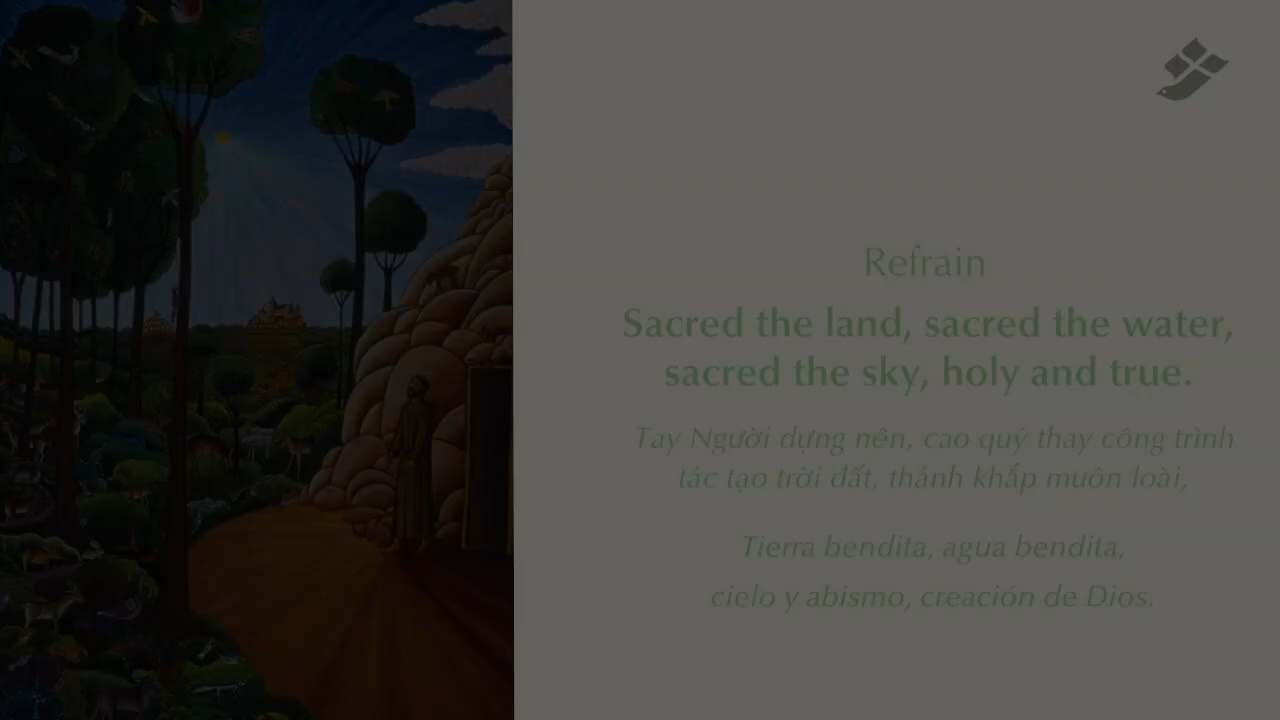 Refrain
Sacred the land, sacred the water,
sacred the sky, holy and true.
Tay Người dựng nên, cao quý thay công trình
tác tạo trời đất, thánh khắp muôn loài,
Tierra bendita, agua bendita,
cielo y abismo, creación de Dios.